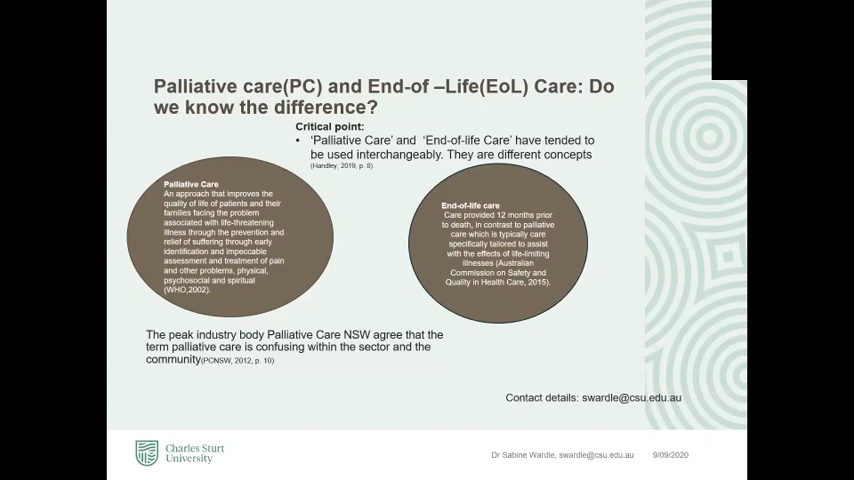 Palliative care(PC) and End-of –Life(EoL) Care: Do
we know the difference?
Critical point:
• ‘Palliative Care’ and ‘End-of-life Care’ have tended to
be used interchangeably. They are different concepts
(Handley, 2019, p. 8).
Palliative Care
An approach that improves the
quality of life of patients and their
families facing the problem
associated with life-threatening
illness through the prevention and
relief of suffering through early
identification and impeccable
assessment and treatment of pain
and other problems, physical,
psychosocial and spiritual
(WHO,2002).
End-of-life care
Care provided 12 months prior
to death, in contrast to palliative
care which is typically care
specifically tailored to assist
with the effects of life-limiting
illnesses (Australian
Commission on Safety and
Quality in Health Care, 2015).
The peak industry body Palliative Care NSW agree that the
term palliative care is confusing within the sector and the
community(PCNSW, 2012, p. 10)
Contact details: swardle@csu.edu.au
Charles Sturt
University
Dr Sabine Wardle, swardle@csu.edu.au 9/09/2020